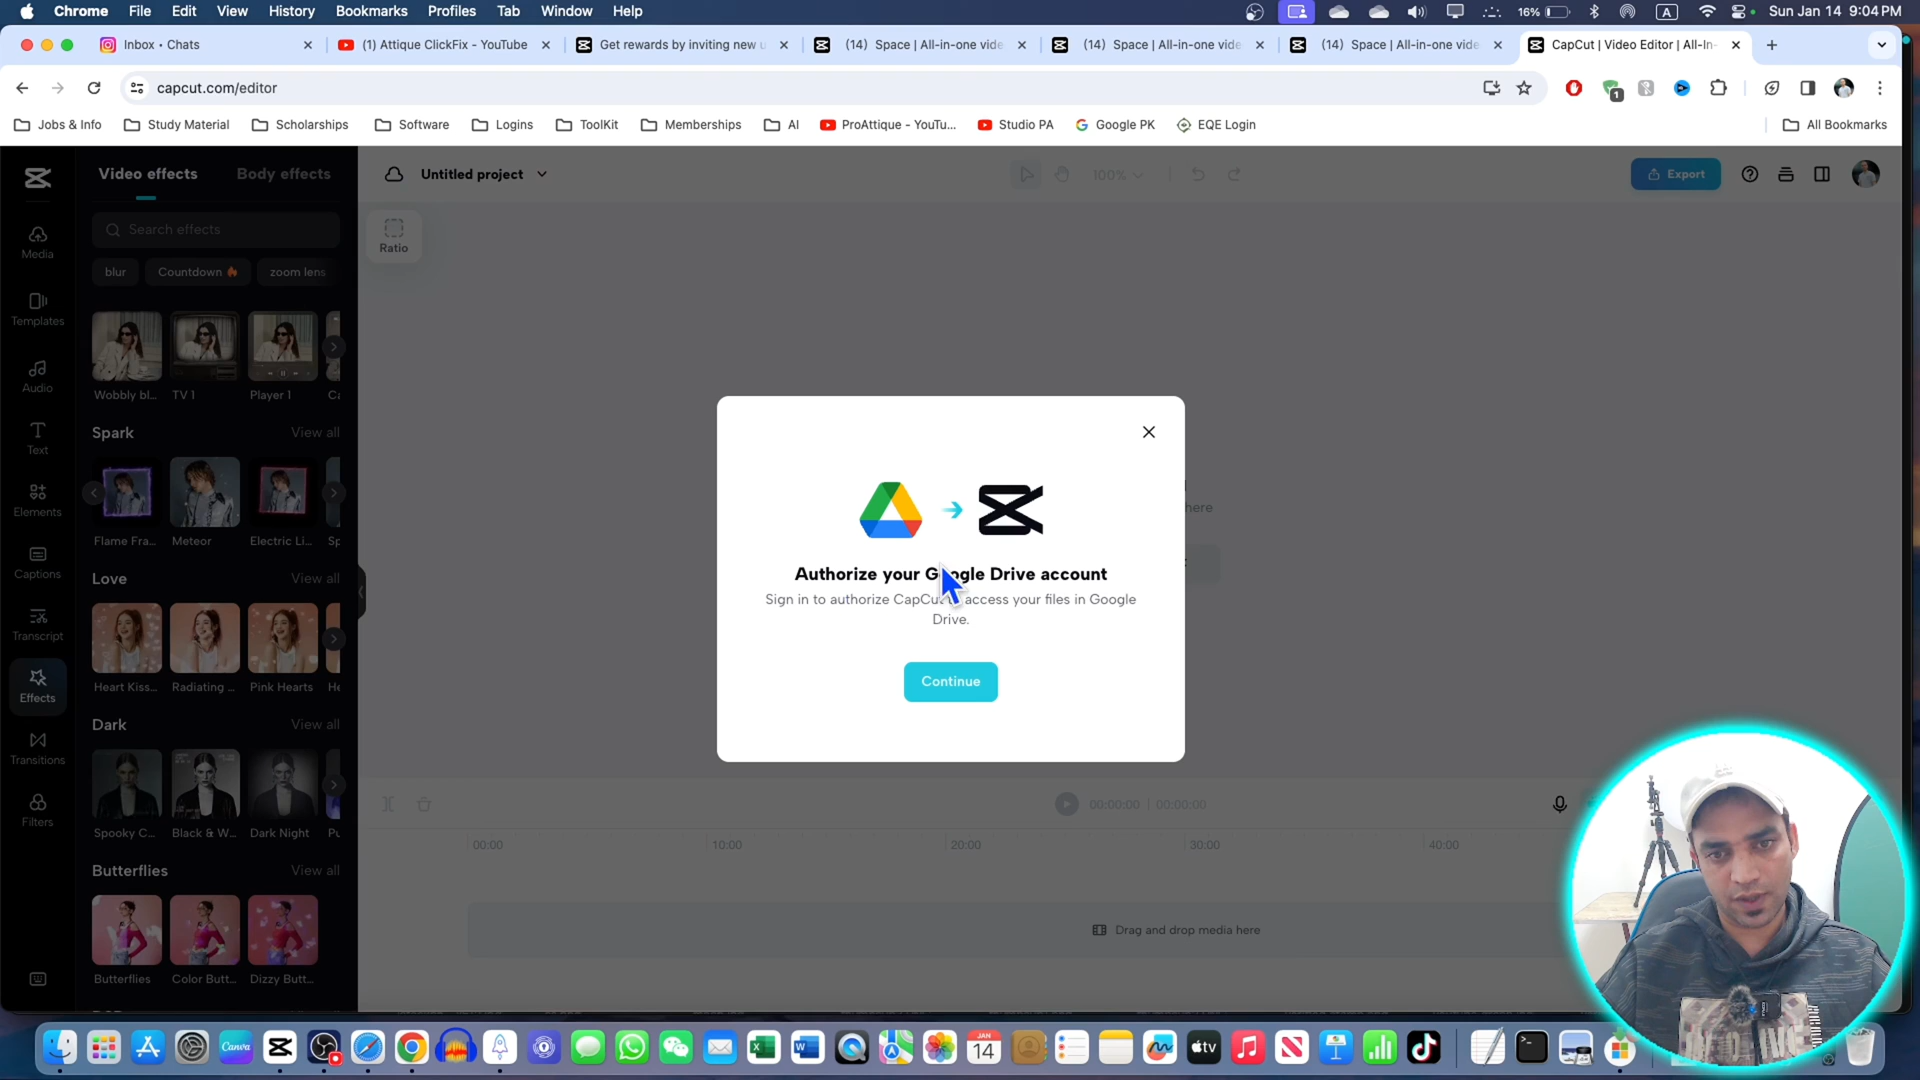 Chrome File Edit View History Bookmarks Profiles Tab Window Help 16% A Sun Jan 14 9:04 PM
Inbox • Chats (1) Attique ClickFix - YouTube Get rewards by inviting new u (14) Space | All-in-one vide (14) Space | All-in-one vide (14) Space | All-in-one vide CapCut | Video Editor | All-In-
capcut.com/editor 1
Jobs & Info Study Material Scholarships Software Logins ToolKit Memberships AI ProAttique - YouTu... Studio PA Google PK EQE Login All Bookmarks
Video effects Body effects Untitled project 100% Export
Search effects
Media
Ratio
blur Countdown zoom lens
Templates
Audio
Wobbly bl... TV 1 Player 1
Spark View all
Text
Elements
Flame Fra... Meteor Electric Li...
Captions
Love View all
Transcript
Heart Kiss... Radiating ... Pink Hearts
Effects
Dark View all
Transitions
Filters
Spooky C... Black & W... Dark Night
Butterflies View all
Butterflies Color Butt... Dizzy Butt...
here
Authorize your Google Drive account
Sign in to authorize CapCut access your files in Google
Drive.
Continue
00:00:00 | 00:00:00
00:00 10:00 20:00 30:00 40:00
Drag and drop media here
Canva JAN 14 tv